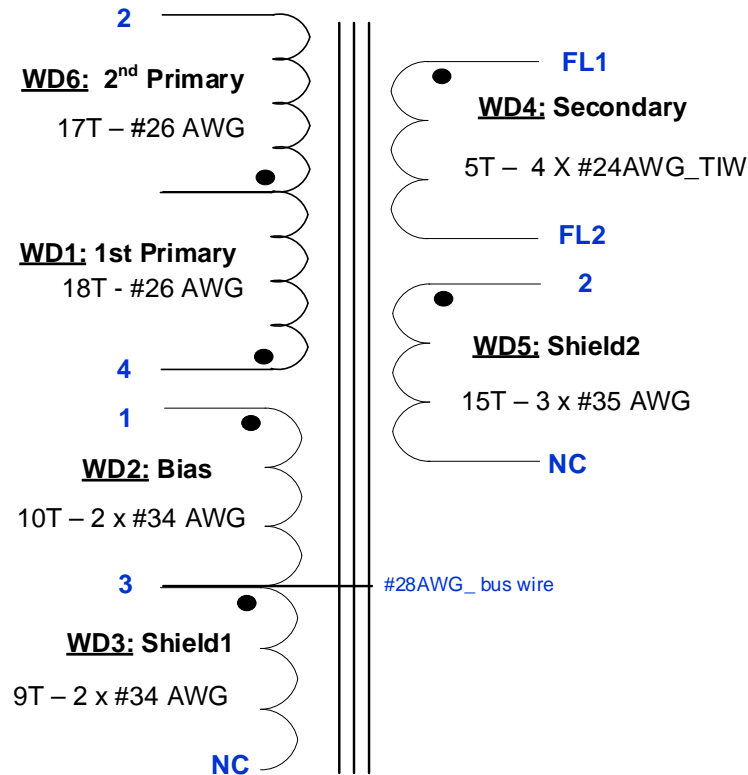 2
WD6: 2nd Primary
17T – #26 AWG
WD1: 1st Primary
18T - #26 AWG
4
1
WD2: Bias
10T – 2 x #34 AWG
3
WD3: Shield1
9T – 2 x #34 AWG
NC
FL1
WD4: Secondary
5T – 4 X #24AWG_TIW
FL2
2
WD5: Shield2
15T – 3 x #35 AWG
NC
#28AWG_ bus wire